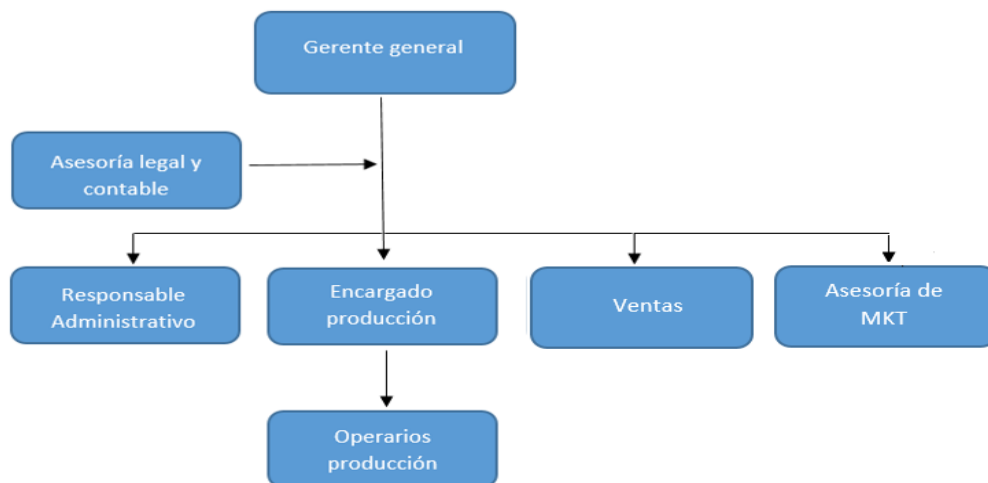 Gerente general
Asesoría legal y
contable
Responsable
Administrativo
Encargado
producción
Ventas
Asesoría de
MKT
Operarios
producción